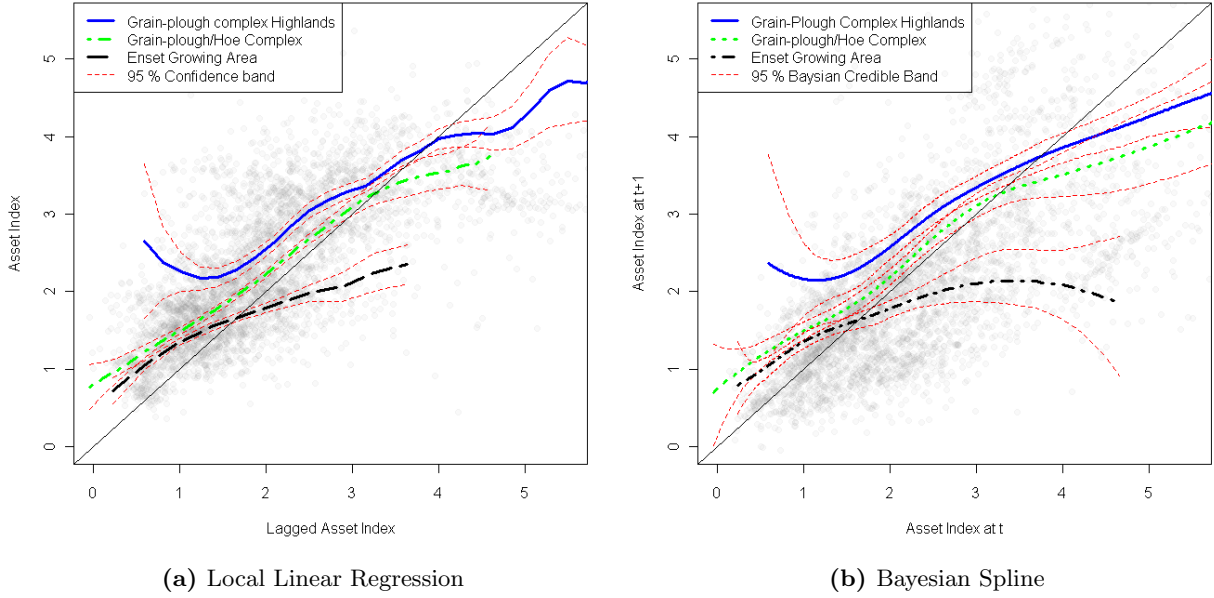 Grain-plough complex Highlands
Grain-plough/Hoe Complex
Enset Growing Area
95 % Confidence band
Asset Index
0 1 2 3 4 5
0 1 2 3 4 5
Lagged Asset Index
(a) Local Linear Regression
Grain-Plough Complex Highlands
Grain-plough/Hoe Complex
Enset Growing Area
95 % Baysian Credible Band
Asset Index at t+1
0 1 2 3 4 5
0 1 2 3 4 5
Asset Index at t
(b) Bayesian Spline